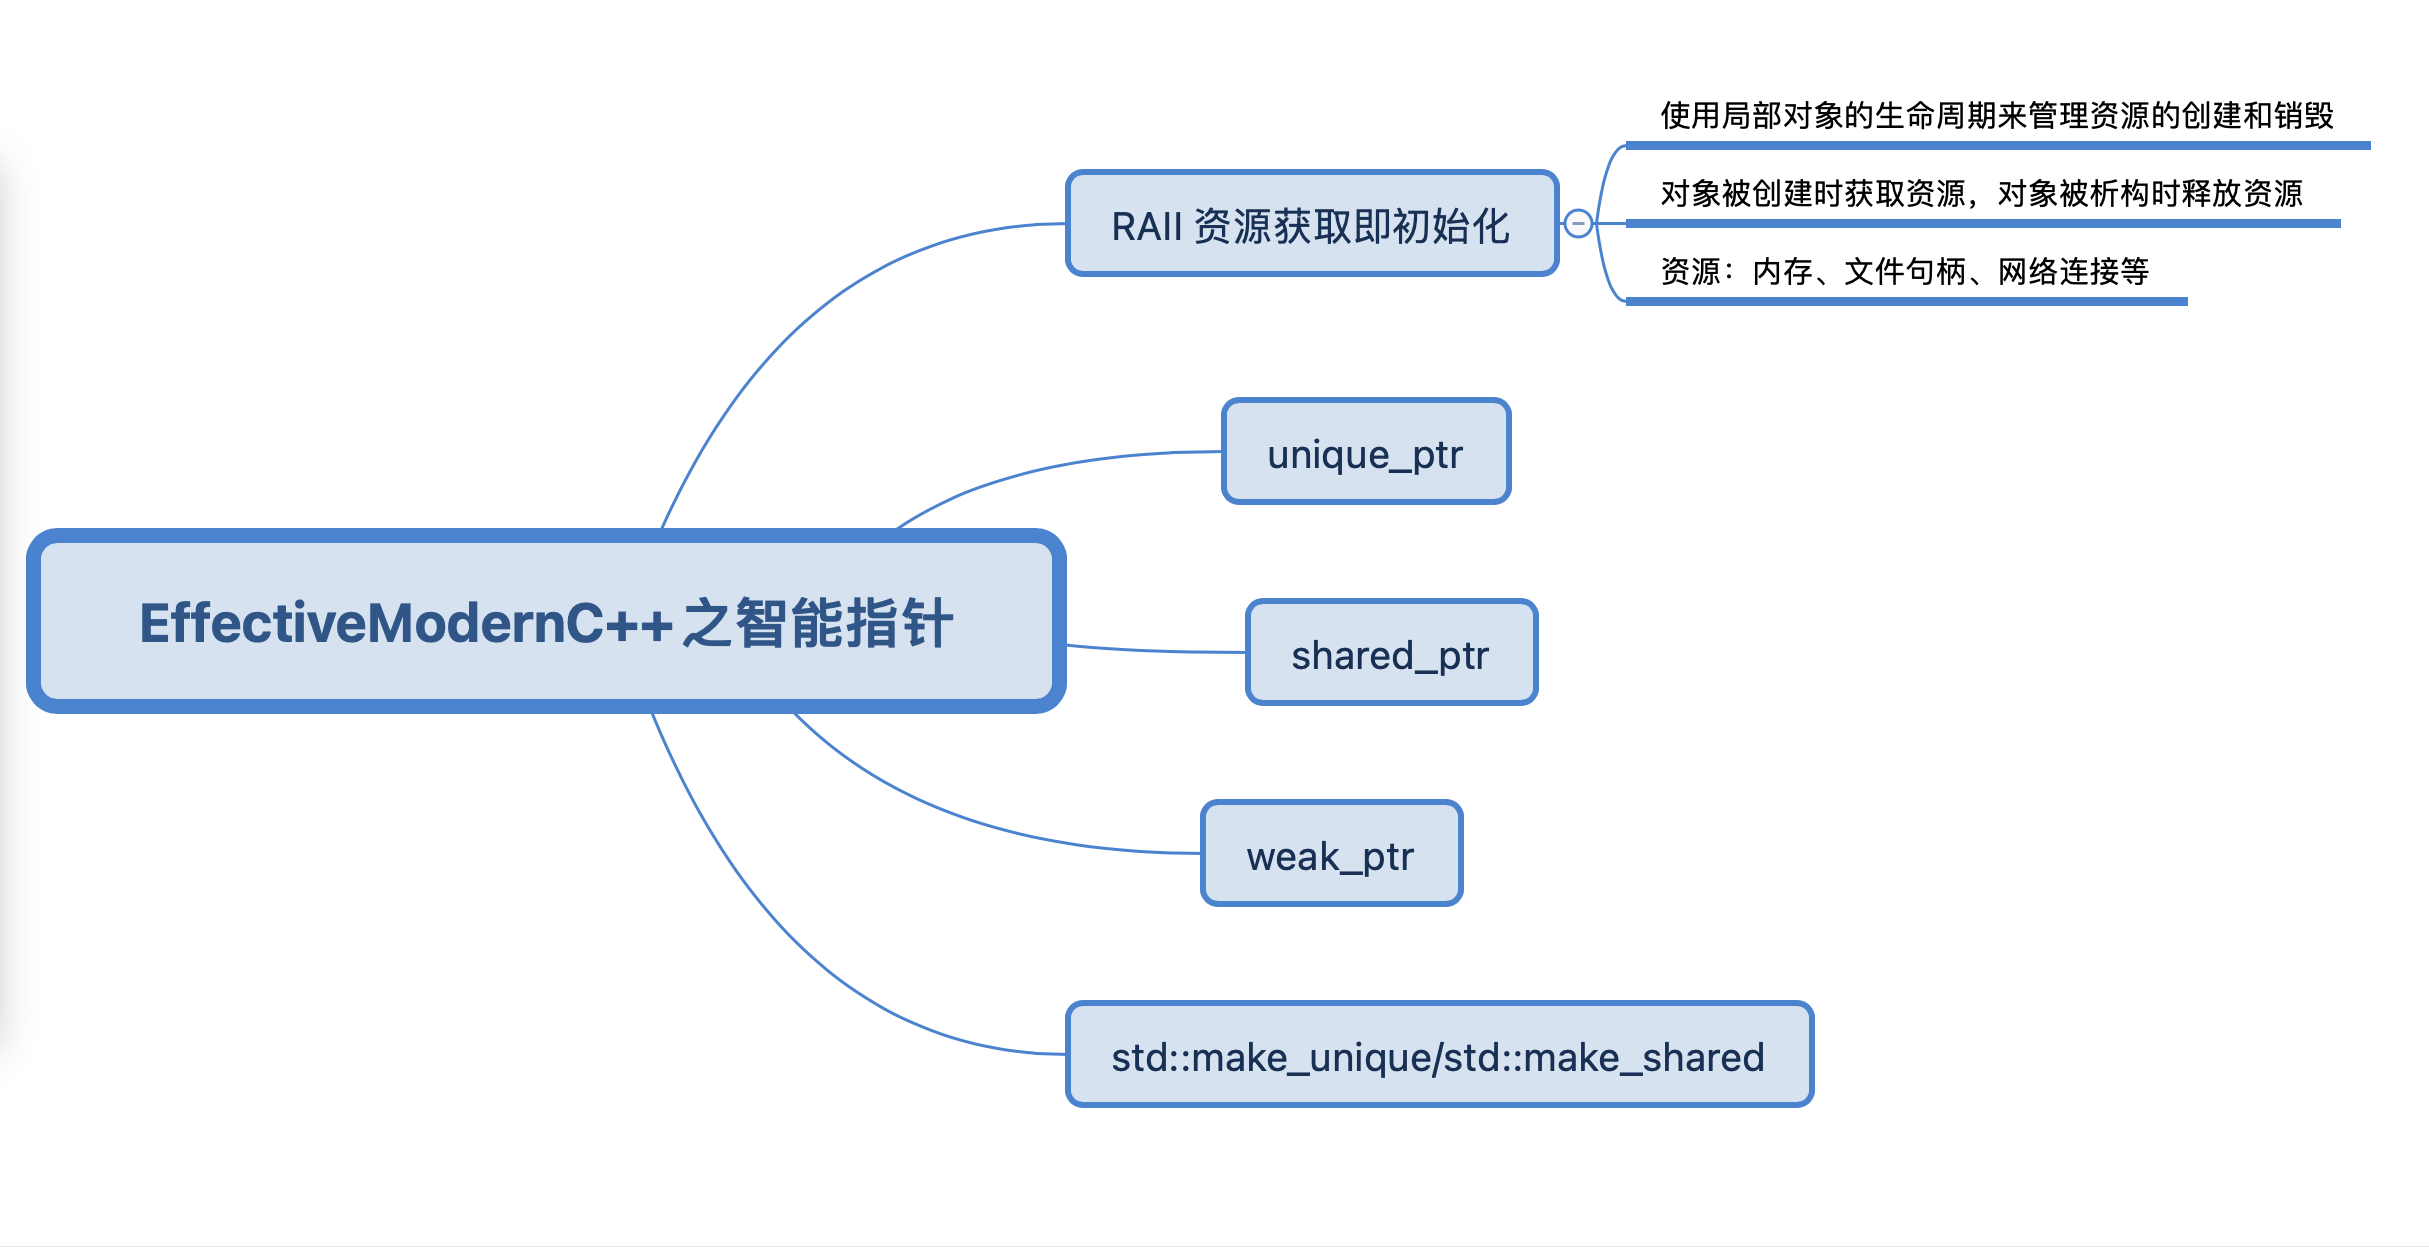 使用局部对象的生命周期来管理资源的创建和销毁
对象被创建时获取资源，对象被析构时释放资源
RAII 资源获取即初始化
资源：内存、文件句柄、网络连接等
unique_ptr
EffectiveModernC++之智能指针
shared_ptr
weak_ptr
std::make_unique/std::make_shared